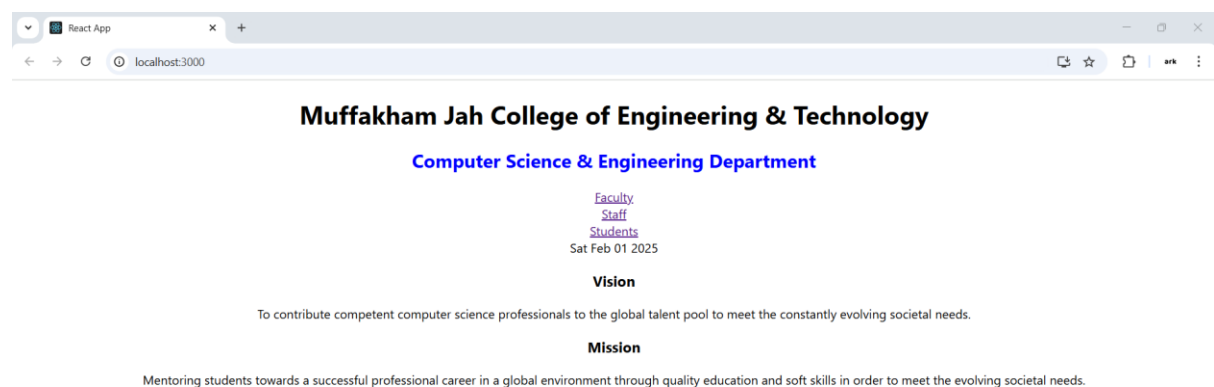 React App
localhost:3000
ark
Muffakham Jah College of Engineering & Technology
Computer Science & Engineering Department
Faculty
Staff
Students
Sat Feb 01 2025
Vision
To contribute competent computer science professionals to the global talent pool to meet the constantly evolving societal needs.
Mission
Mentoring students towards a successful professional career in a global environment through quality education and soft skills in order to meet the evolving societal needs.